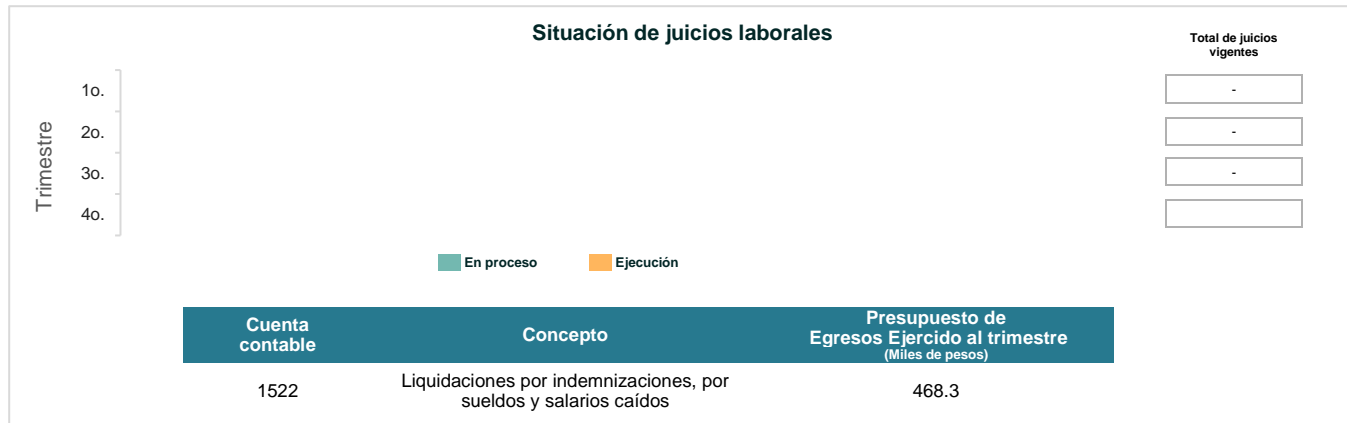 Situación de juicios laborales
Total de juicios
vigentes
Trimestre
1o.
-
2o.
-
3o.
-
4o.
En proceso
Ejecución
Cuenta
contable
Concepto
Presupuesto de
Egresos Ejercido al trimestre
(Miles de pesos)
1522
Liquidaciones por indemnizaciones, por
sueldos y salarios caídos
468.3